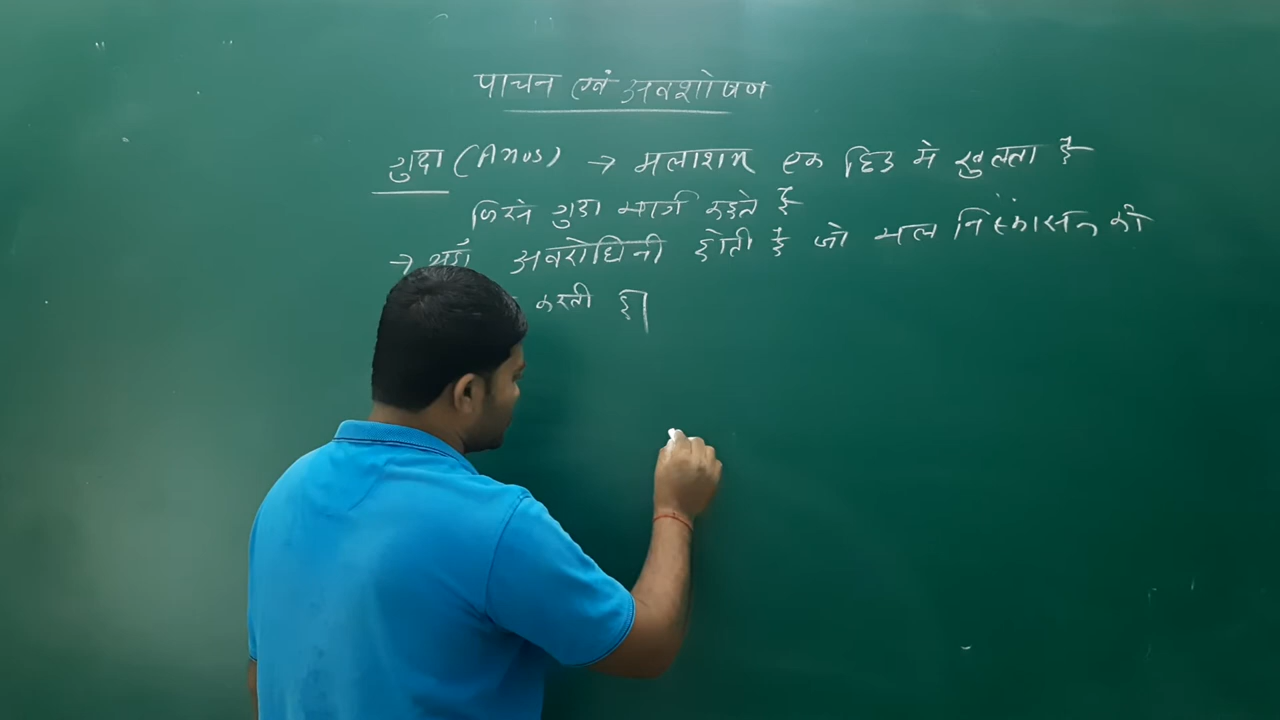 पाचन एवं अवशोषण
गुदा (Anus) → मलाशय एक छिद्र मे खुलता है
जिसे गुदा मार्ग कहते है
→ यहाँ अवरोधिनी होती है जो मल निष्कासन को
करती है।